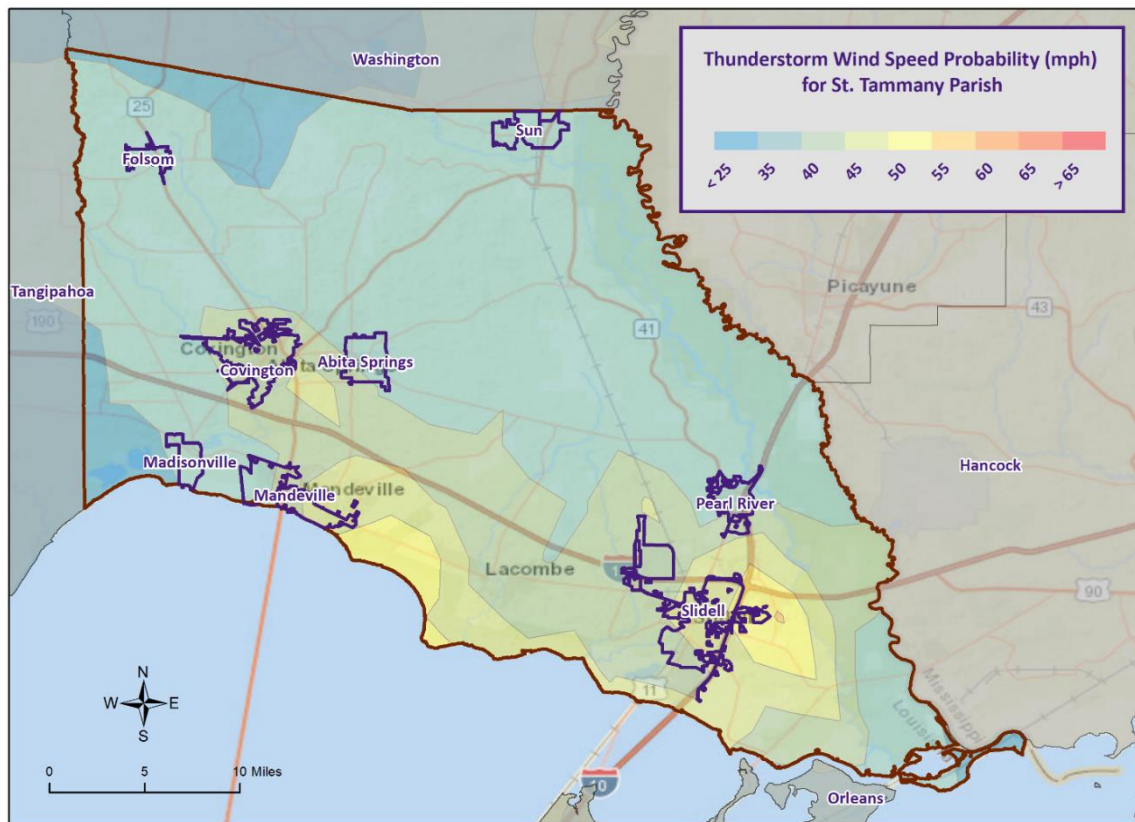 Thunderstorm Wind Speed Probability (mph)
for St. Tammany Parish
< 25
35
40
45
50
55
60
65
> 65
Washington
25
Sun
Folsom
Picayune
Tangipahoa
190
43
41
Covington
Covington
Abita Springs
Hancock
Madisonville
Mandeville
Mandeville
Pearl River
Lacombe
90
Slidell
11
Mississippi
N
W
E
S
0
5
10 Miles
10
Orleans